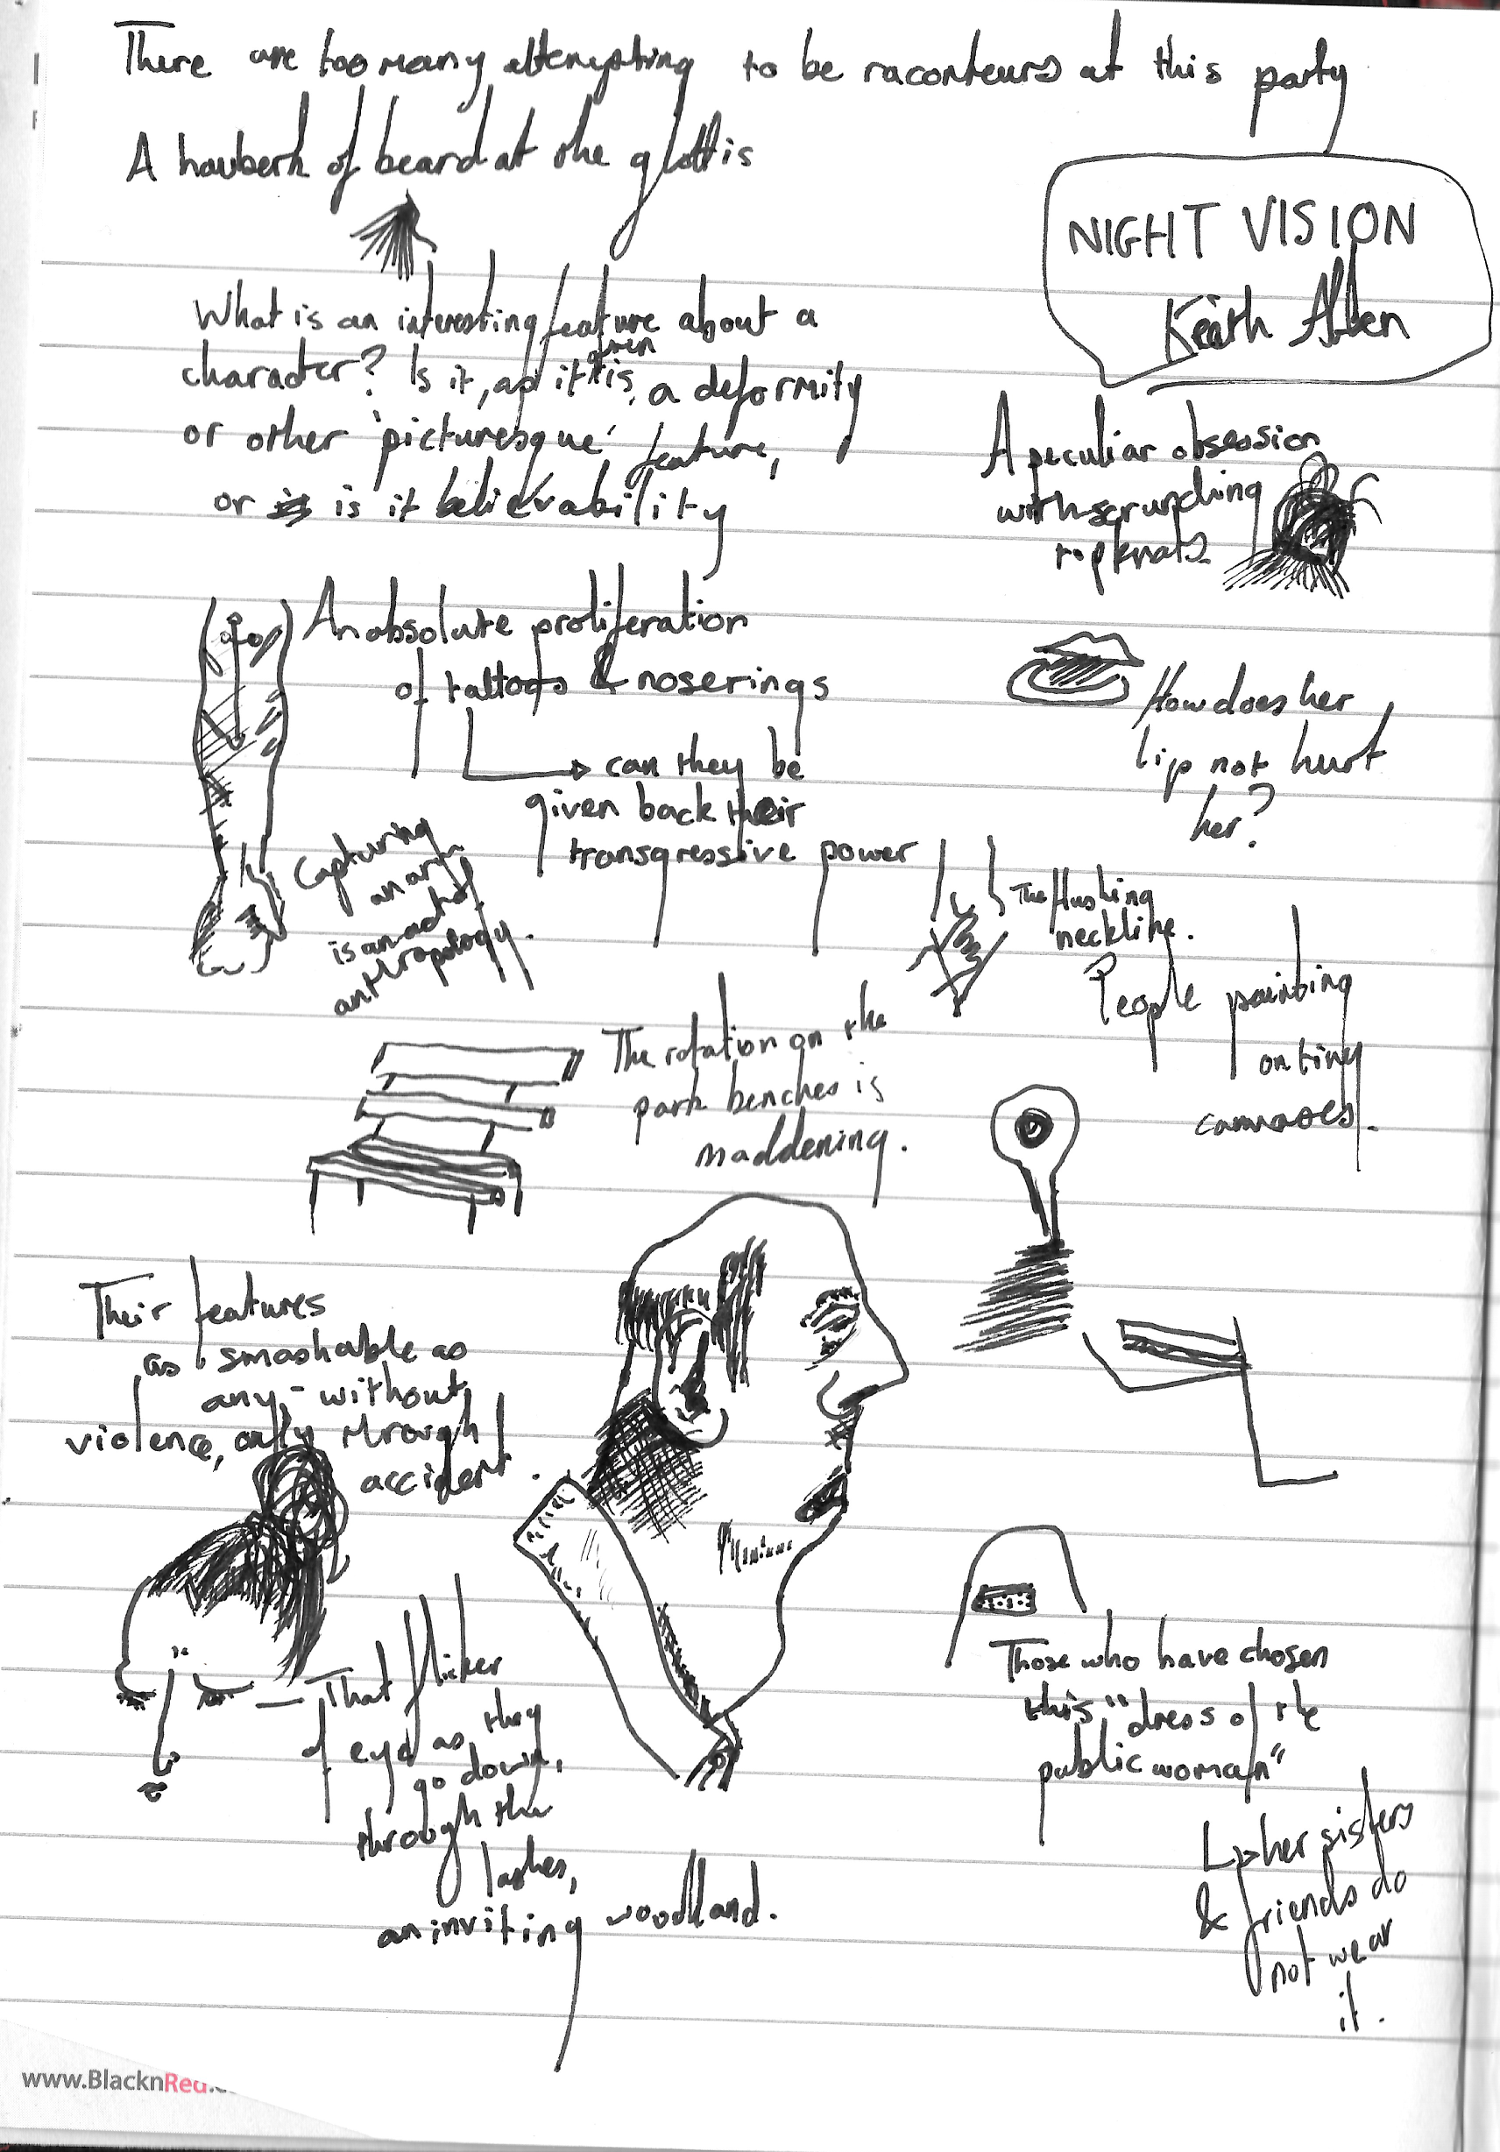 There are too many attempting to be raconteurs at this party
A hauberk of beard at the glottis
NIGHT VISION
Keith Allen
What is an interesting feature about a
character? Is it, as it often is, a deformity
or other 'picturesque' feature,
or is it believability
A peculiar obsession
with scrunching
topknots
An absolute proliferation
of tattoos & noserings
can they be
given back their
transgressive power
How does her
lip not hurt
her?
Capturing
an arm
is an act of
anthropology.
The flushing
neckline.
People painting
on tiny
canvases.
The rotation on the
park benches is
maddening.
Their features
as smashable as
any - without
violence, only through
accident.
That flicker
of eye as they
go down,
through the
lashes,
an inviting woodland.
Those who have chosen
this "dress of the
public woman"
her sisters
& friends do
not wear
it.
www.BlacknRed.